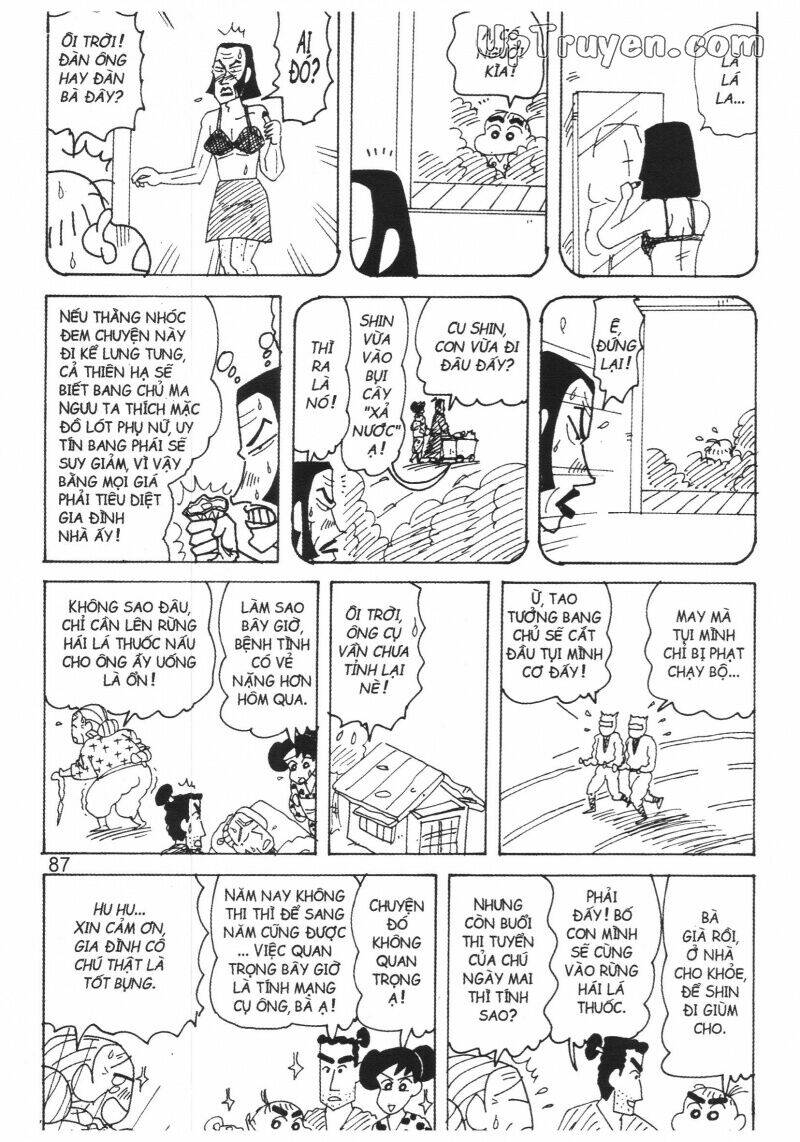 UpTruyen.com
LA
LÁ
LA...
A, CÓ
NGƯỜI
KÌA!
AI
ĐÓ?
ÔI TRỜI!
ĐÀN ÔNG
HAY ĐÀN
BÀ ĐÂY?
Ê,
ĐỨNG
LẠI!
CU SHIN,
CON VỪA ĐI
ĐÂU ĐẤY?
SHIN
VỪA
VÀO
BỤI
CÂY
"XẢ
NƯỚC"
Ạ!
THÌ
RA
LÀ
NÓ!
NẾU THẰNG NHÓC
ĐEM CHUYỆN NÀY
ĐI KỂ LUNG TUNG,
CẢ THIÊN HẠ SẼ
BIẾT BANG CHỦ MA
NGƯU TA THÍCH MẶC
ĐỒ LÓT PHỤ NỮ, UY
TÍN BANG PHÁI SẼ
SUY GIẢM, VÌ VẬY
BẰNG MỌI GIÁ
PHẢI TIÊU DIỆT
GIA ĐÌNH
NHÀ ẤY!
MAY MÀ
TỤI MÌNH
CHỈ BỊ PHẠT
CHẠY BỘ...
Ừ, TAO
TƯỞNG BANG
CHỦ SẼ CẮT
ĐẦU TỤI MÌNH
CƠ ĐẤY!
ÔI TRỜI,
ÔNG CỤ
VẪN CHƯA
TỈNH LẠI
NÈ!
LÀM SAO
BÂY GIỜ,
BỆNH TÌNH
CÓ VẺ
NẶNG HƠN
HÔM QUA.
KHÔNG SAO ĐÂU,
CHỈ CẦN LÊN RỪNG
HÁI LÁ THUỐC NẤU
CHO ÔNG ẤY UỐNG
LÀ ỔN!
87
BÀ
GIÀ RỒI,
Ở NHÀ
CHO KHỎE,
ĐỂ SHIN
ĐI GIÙM
CHO.
PHẢI
ĐẤY! BỐ
CON MÌNH
SẼ CÙNG
VÀO RỪNG
HÁI LÁ
THUỐC.
NHƯNG
CÒN BUỔI
THI TUYỂN
CỦA CHÚ
NGÀY MAI
THÌ TÍNH
SAO?
CHUYỆN
ĐÓ
KHÔNG
QUAN
TRỌNG
Ạ!
NĂM NAY KHÔNG
THI THÌ ĐỂ SANG
NĂM CŨNG ĐƯỢC
... VIỆC QUAN
TRỌNG BÂY GIỜ
LÀ TÍNH MẠNG
CỤ ÔNG, BÀ Ạ!
HU HU...
XIN CẢM ƠN,
GIA ĐÌNH CÔ
CHÚ THẬT LÀ
TỐT BỤNG.